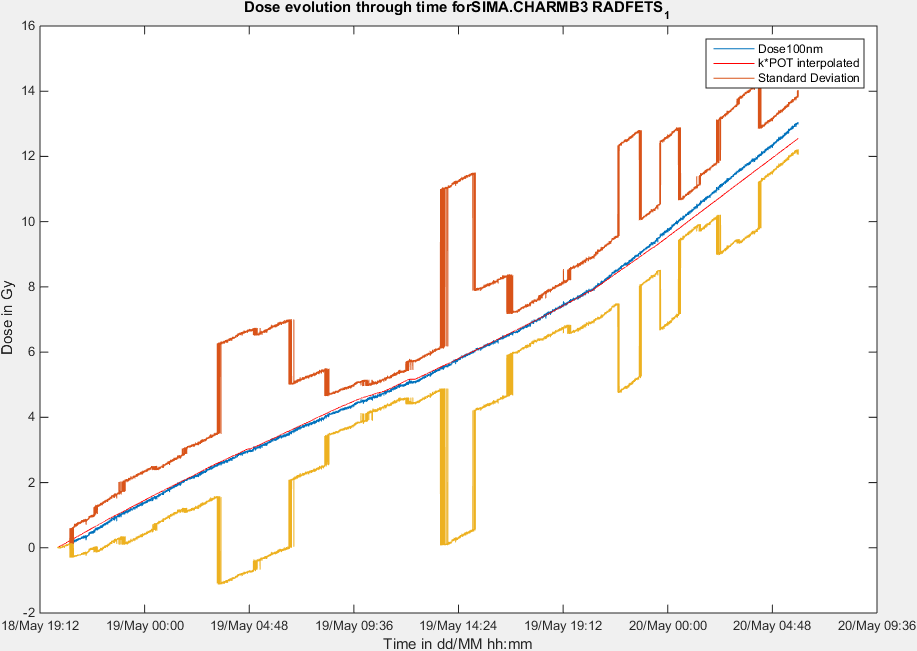 Dose evolution through time forSIMA.CHARMB3 RADFETS1
Dose100nm
k*POT interpolated
Standard Deviation
Dose in Gy
16
14
12
10
8
6
4
2
0
-2
18/May 19:12 19/May 00:00 19/May 04:48 19/May 09:36 19/May 14:24 19/May 19:12 20/May 00:00 20/May 04:48 20/May 09:36
Time in dd/MM hh:mm